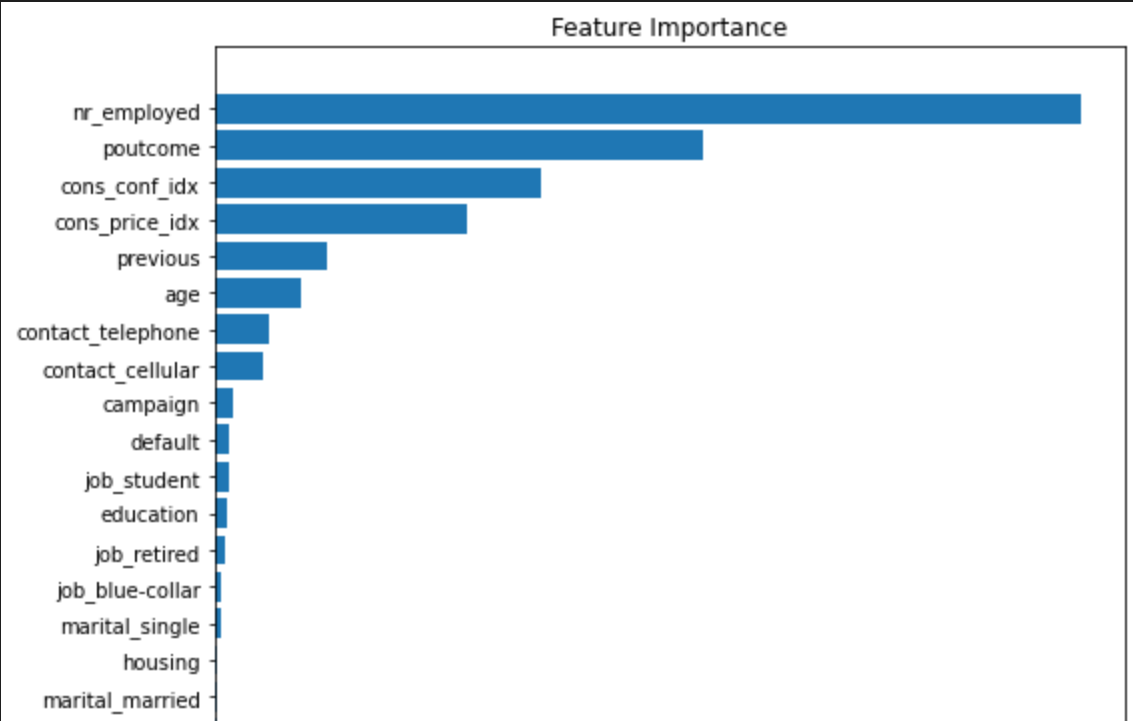 Feature Importance
nr_employed
poutcome
cons_conf_idx
cons_price_idx
previous
age
contact_telephone
contact_cellular
campaign
default
job_student
education
job_retired
job_blue-collar
marital_single
housing
marital_married